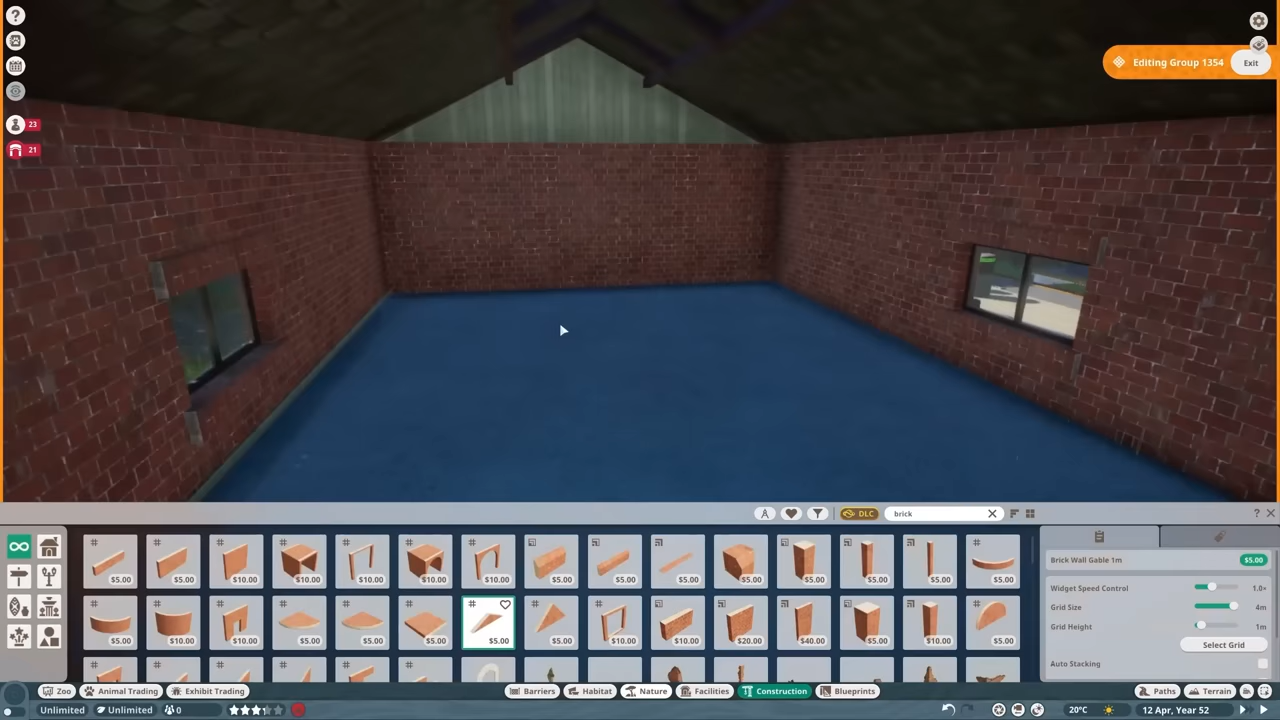 ?
Editing Group 1354 Exit
23
21
DLC brick ?
$5.00 $5.00 $10.00 $10.00 $10.00 $10.00 $10.00 $5.00 $5.00 $5.00 $5.00 $5.00 $5.00 $5.00 $5.00
$5.00 $10.00 $10.00 $5.00 $5.00 $5.00 $5.00 $5.00 $10.00 $10.00 $20.00 $40.00 $5.00 $10.00 $5.00
Brick Wall Gable 1m $5.00
Widget Speed Control 1.0×
Grid Size 4m
Grid Height 1m
Select Grid
Auto Stacking
Zoo Animal Trading Exhibit Trading Barriers Habitat Nature Facilities Construction Blueprints Paths Terrain
Unlimited Unlimited 0 20°C 12 Apr, Year 52